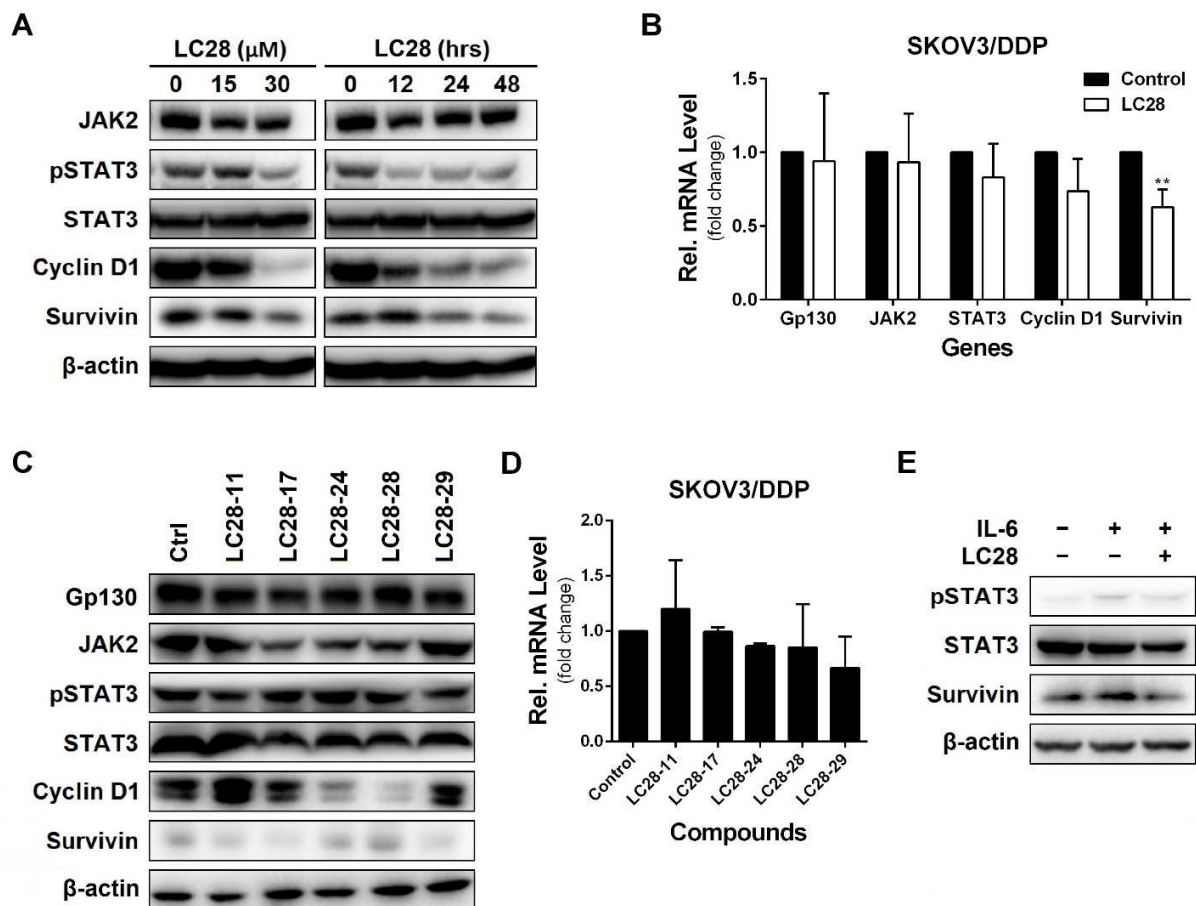 A
LC28 (μM) LC28 (hrs)
0 15 30 0 12 24 48
JAK2
pSTAT3
STAT3
Cyclin D1
Survivin
β-actin
B
SKOV3/DDP
Control
LC28
Rel. mRNA Level
(fold change)
1.5
1.0
0.5
0.0
**
Gp130 JAK2 STAT3 Cyclin D1 Survivin
Genes
C
Ctrl LC28-11 LC28-17 LC28-24 LC28-28 LC28-29
Gp130
JAK2
pSTAT3
STAT3
Cyclin D1
Survivin
β-actin
D
SKOV3/DDP
Rel. mRNA Level
(fold change)
2.0
1.5
1.0
0.5
0.0
Control LC28-11 LC28-17 LC28-24 LC28-28 LC28-29
Compounds
E
IL-6 − + +
LC28 − − +
pSTAT3
STAT3
Survivin
β-actin